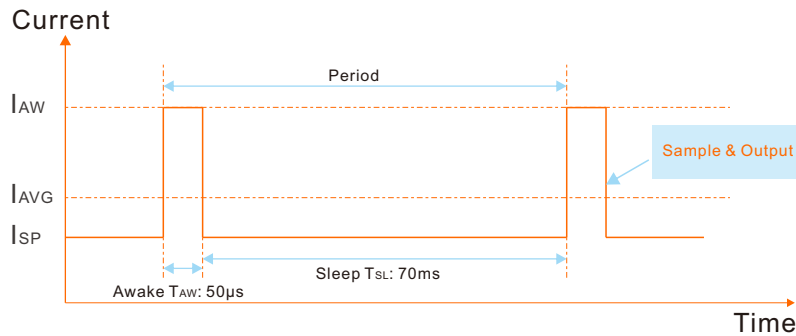 Current
Period
IAW
Sample & Output
IAVG
ISP
Sleep TSL: 70ms
Awake TAW: 50μs
Time